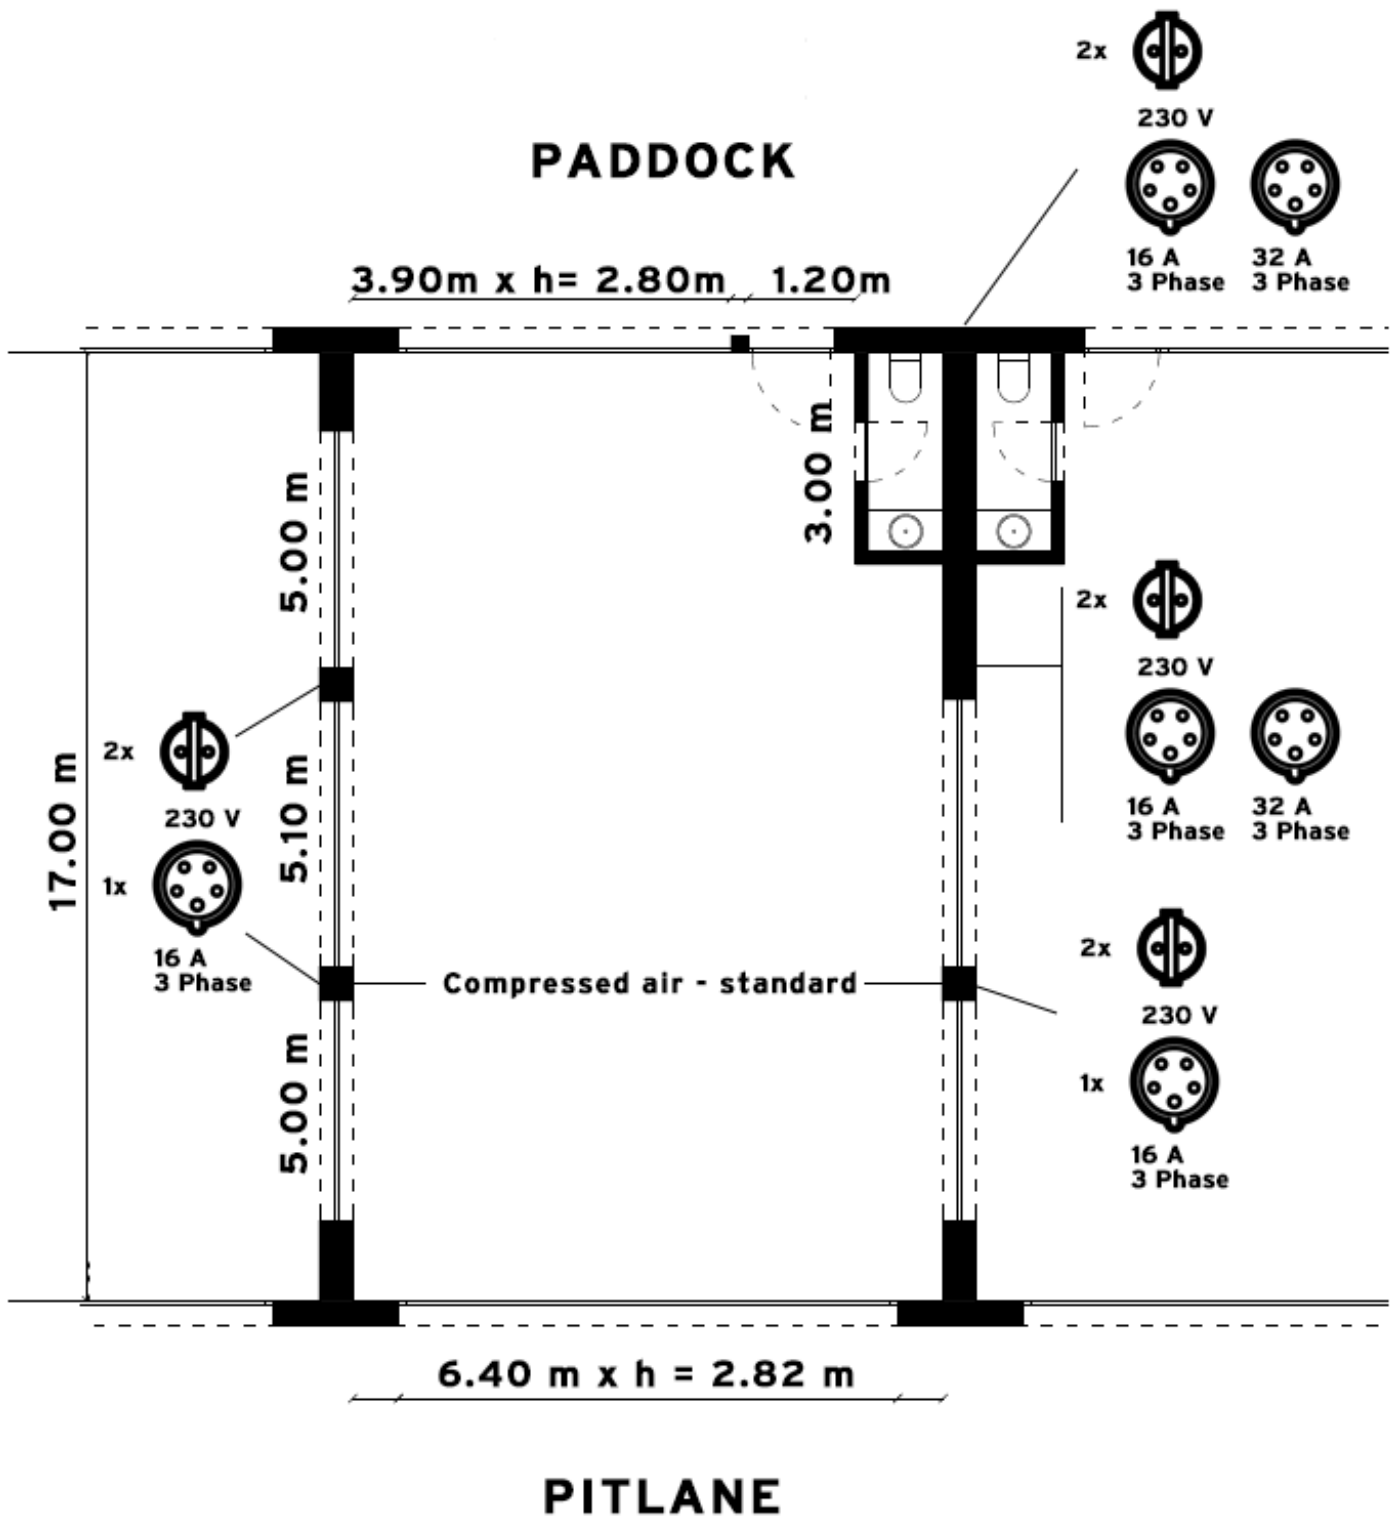 2x
230 V
PADDOCK
16 A
3 Phase
32 A
3 Phase
3.90m x h= 2.80m
1.20m
3.00 m
5.00 m
2x
230 V
16 A
3 Phase
32 A
3 Phase
2x
230 V
5.10 m
17.00 m
1x
16 A
3 Phase
Compressed air - standard
2x
230 V
5.00 m
1x
16 A
3 Phase
6.40 m x h = 2.82 m
PITLANE